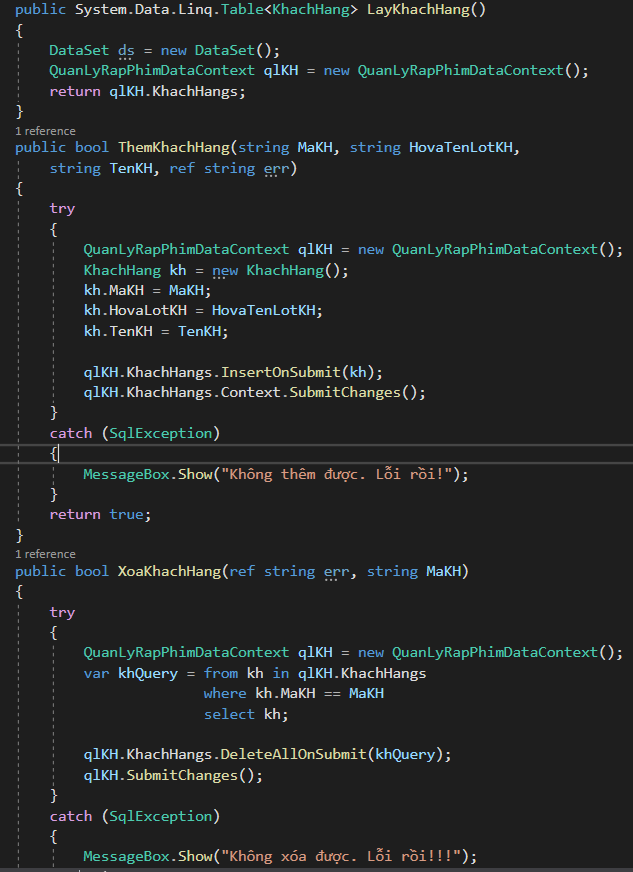 public System.Data.Linq.Table<KhachHang> LayKhachHang()
{
    DataSet ds = new DataSet();
    QuanLyRapPhimDataContext qlKH = new QuanLyRapPhimDataContext();
    return qlKH.KhachHangs;
}
1 reference
public bool ThemKhachHang(string MaKH, string HovaTenLotKH,
    string TenKH, ref string err)
{
    try
    {
        QuanLyRapPhimDataContext qlKH = new QuanLyRapPhimDataContext();
        KhachHang kh = new KhachHang();
        kh.MaKH = MaKH;
        kh.HovaLotKH = HovaTenLotKH;
        kh.TenKH = TenKH;

        qlKH.KhachHangs.InsertOnSubmit(kh);
        qlKH.KhachHangs.Context.SubmitChanges();
    }
    catch (SqlException)
    {
        MessageBox.Show("Không thêm được. Lỗi rồi!");
    }
    return true;
}
1 reference
public bool XoaKhachHang(ref string err, string MaKH)
{
    try
    {
        QuanLyRapPhimDataContext qlKH = new QuanLyRapPhimDataContext();
        var khQuery = from kh in qlKH.KhachHangs
                      where kh.MaKH == MaKH
                      select kh;

        qlKH.KhachHangs.DeleteAllOnSubmit(khQuery);
        qlKH.SubmitChanges();
    }
    catch (SqlException)
    {
        MessageBox.Show("Không xóa được. Lỗi rồi!!!");